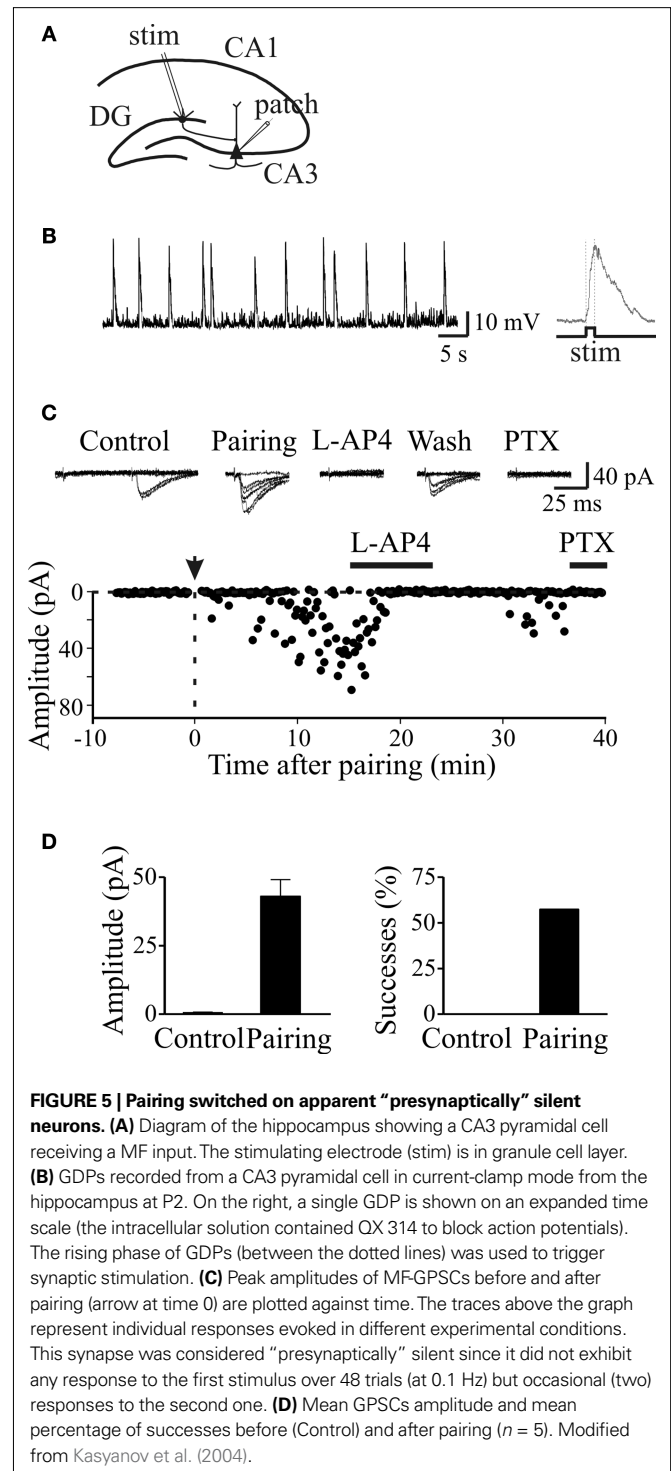 A
stim
CA1
DG
patch
CA3
B
10 mV
5 s
stim
C
Control Pairing L-AP4 Wash PTX
40 pA
25 ms
L-AP4 PTX
Amplitude (pA)
0
40
80
-10 0 10 20 30 40
Time after pairing (min)
D
Amplitude (pA)
50
25
0
Control Pairing
Successes (%)
75
50
25
0
Control Pairing
FIGURE 5 | Pairing switched on apparent “presynaptically” silent
neurons. (A) Diagram of the hippocampus showing a CA3 pyramidal cell
receiving a MF input. The stimulating electrode (stim) is in granule cell layer.
(B) GDPs recorded from a CA3 pyramidal cell in current-clamp mode from the
hippocampus at P2. On the right, a single GDP is shown on an expanded time
scale (the intracellular solution contained QX 314 to block action potentials).
The rising phase of GDPs (between the dotted lines) was used to trigger
synaptic stimulation. (C) Peak amplitudes of MF-GPSCs before and after
pairing (arrow at time 0) are plotted against time. The traces above the graph
represent individual responses evoked in different experimental conditions.
This synapse was considered “presynaptically” silent since it did not exhibit
any response to the first stimulus over 48 trials (at 0.1 Hz) but occasional (two)
responses to the second one. (D) Mean GPSCs amplitude and mean
percentage of successes before (Control) and after pairing (n = 5). Modified
from Kasyanov et al. (2004).